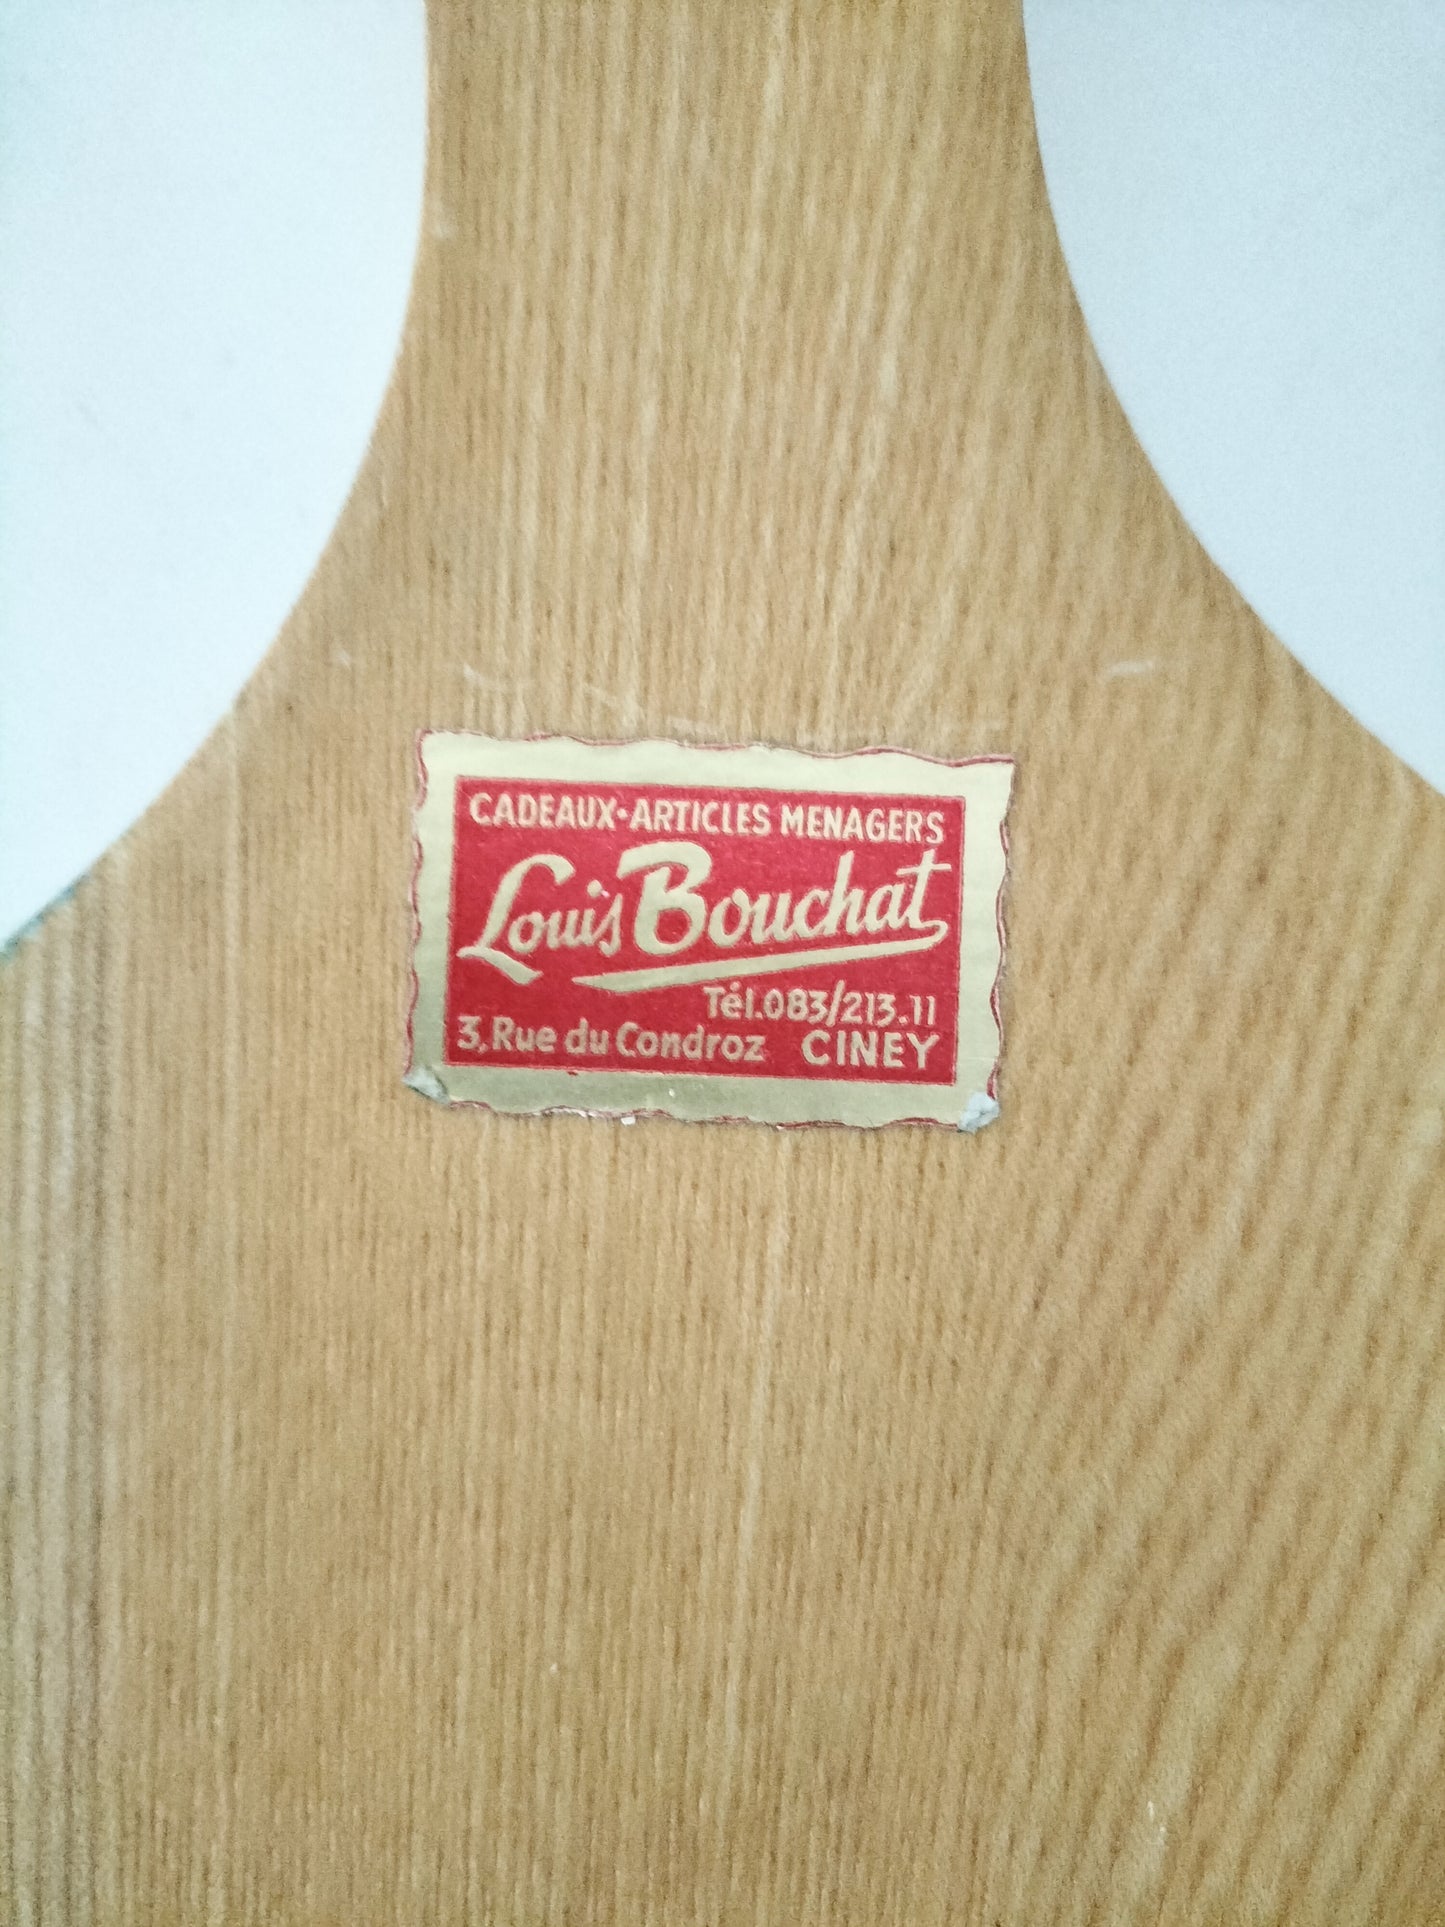 CADEAUX·ARTICLES MENAGERS
Louis Bouchat
Tél.083/213.11
3, Rue du Condroz CINEY